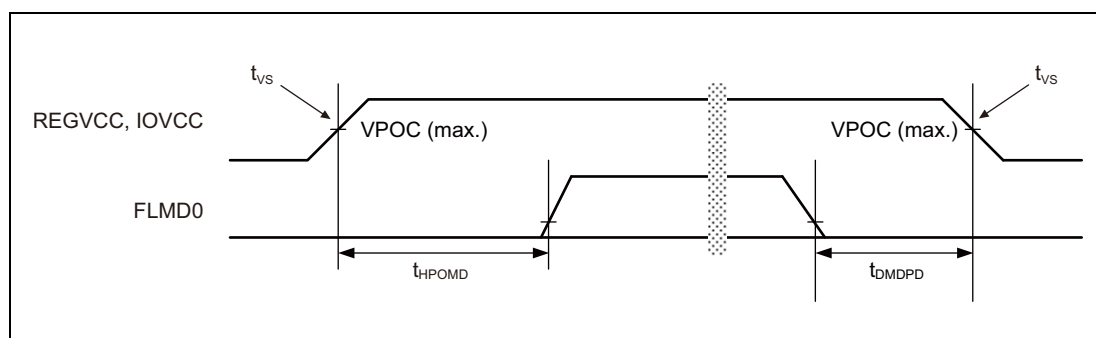 tVS
tVS
REGVCC, IOVCC
VPOC (max.)
VPOC (max.)
FLMD0
tHPOMD
tDMDPD